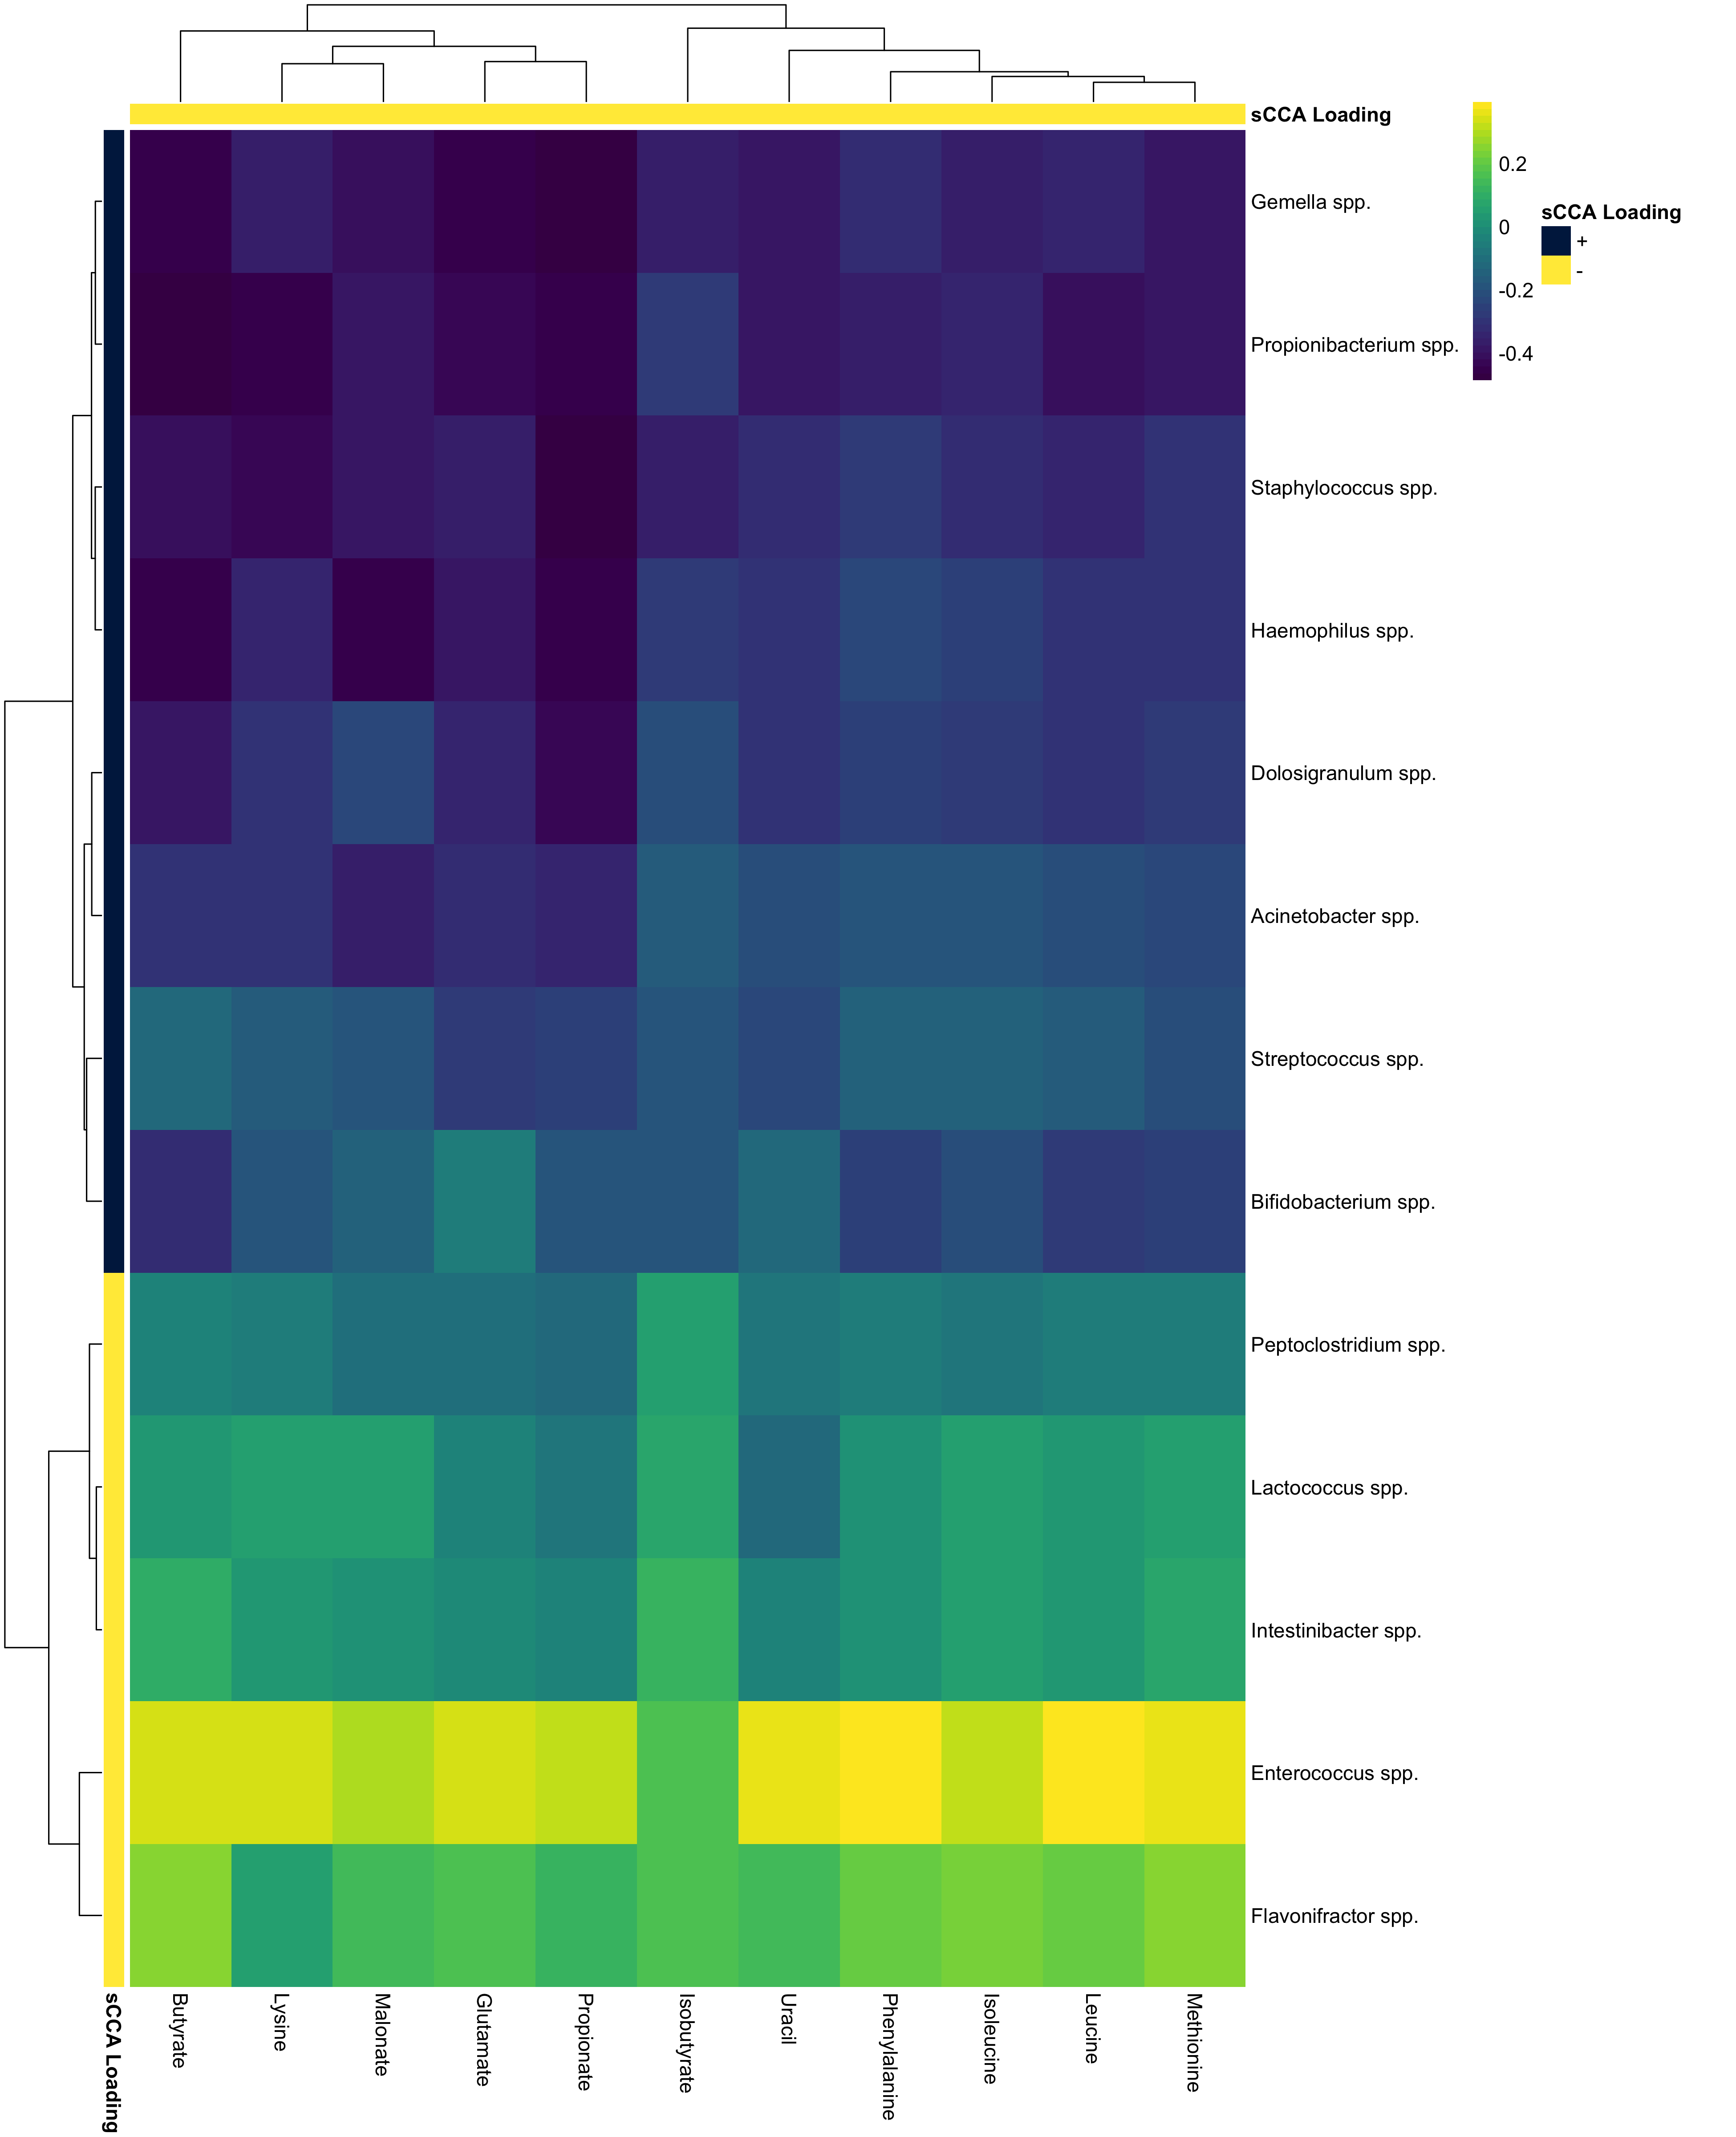 sCCA Loading
0.2
0
-0.2
-0.4
sCCA Loading
+
-
Gemella spp.
Propionibacterium spp.
Staphylococcus spp.
Haemophilus spp.
Dolosigranulum spp.
Acinetobacter spp.
Streptococcus spp.
Bifidobacterium spp.
Peptoclostridium spp.
Lactococcus spp.
Intestinibacter spp.
Enterococcus spp.
Flavonifractor spp.
sCCA Loading
Butyrate
Lysine
Malonate
Glutamate
Propionate
Isobutyrate
Uracil
Phenylalanine
Isoleucine
Leucine
Methionine